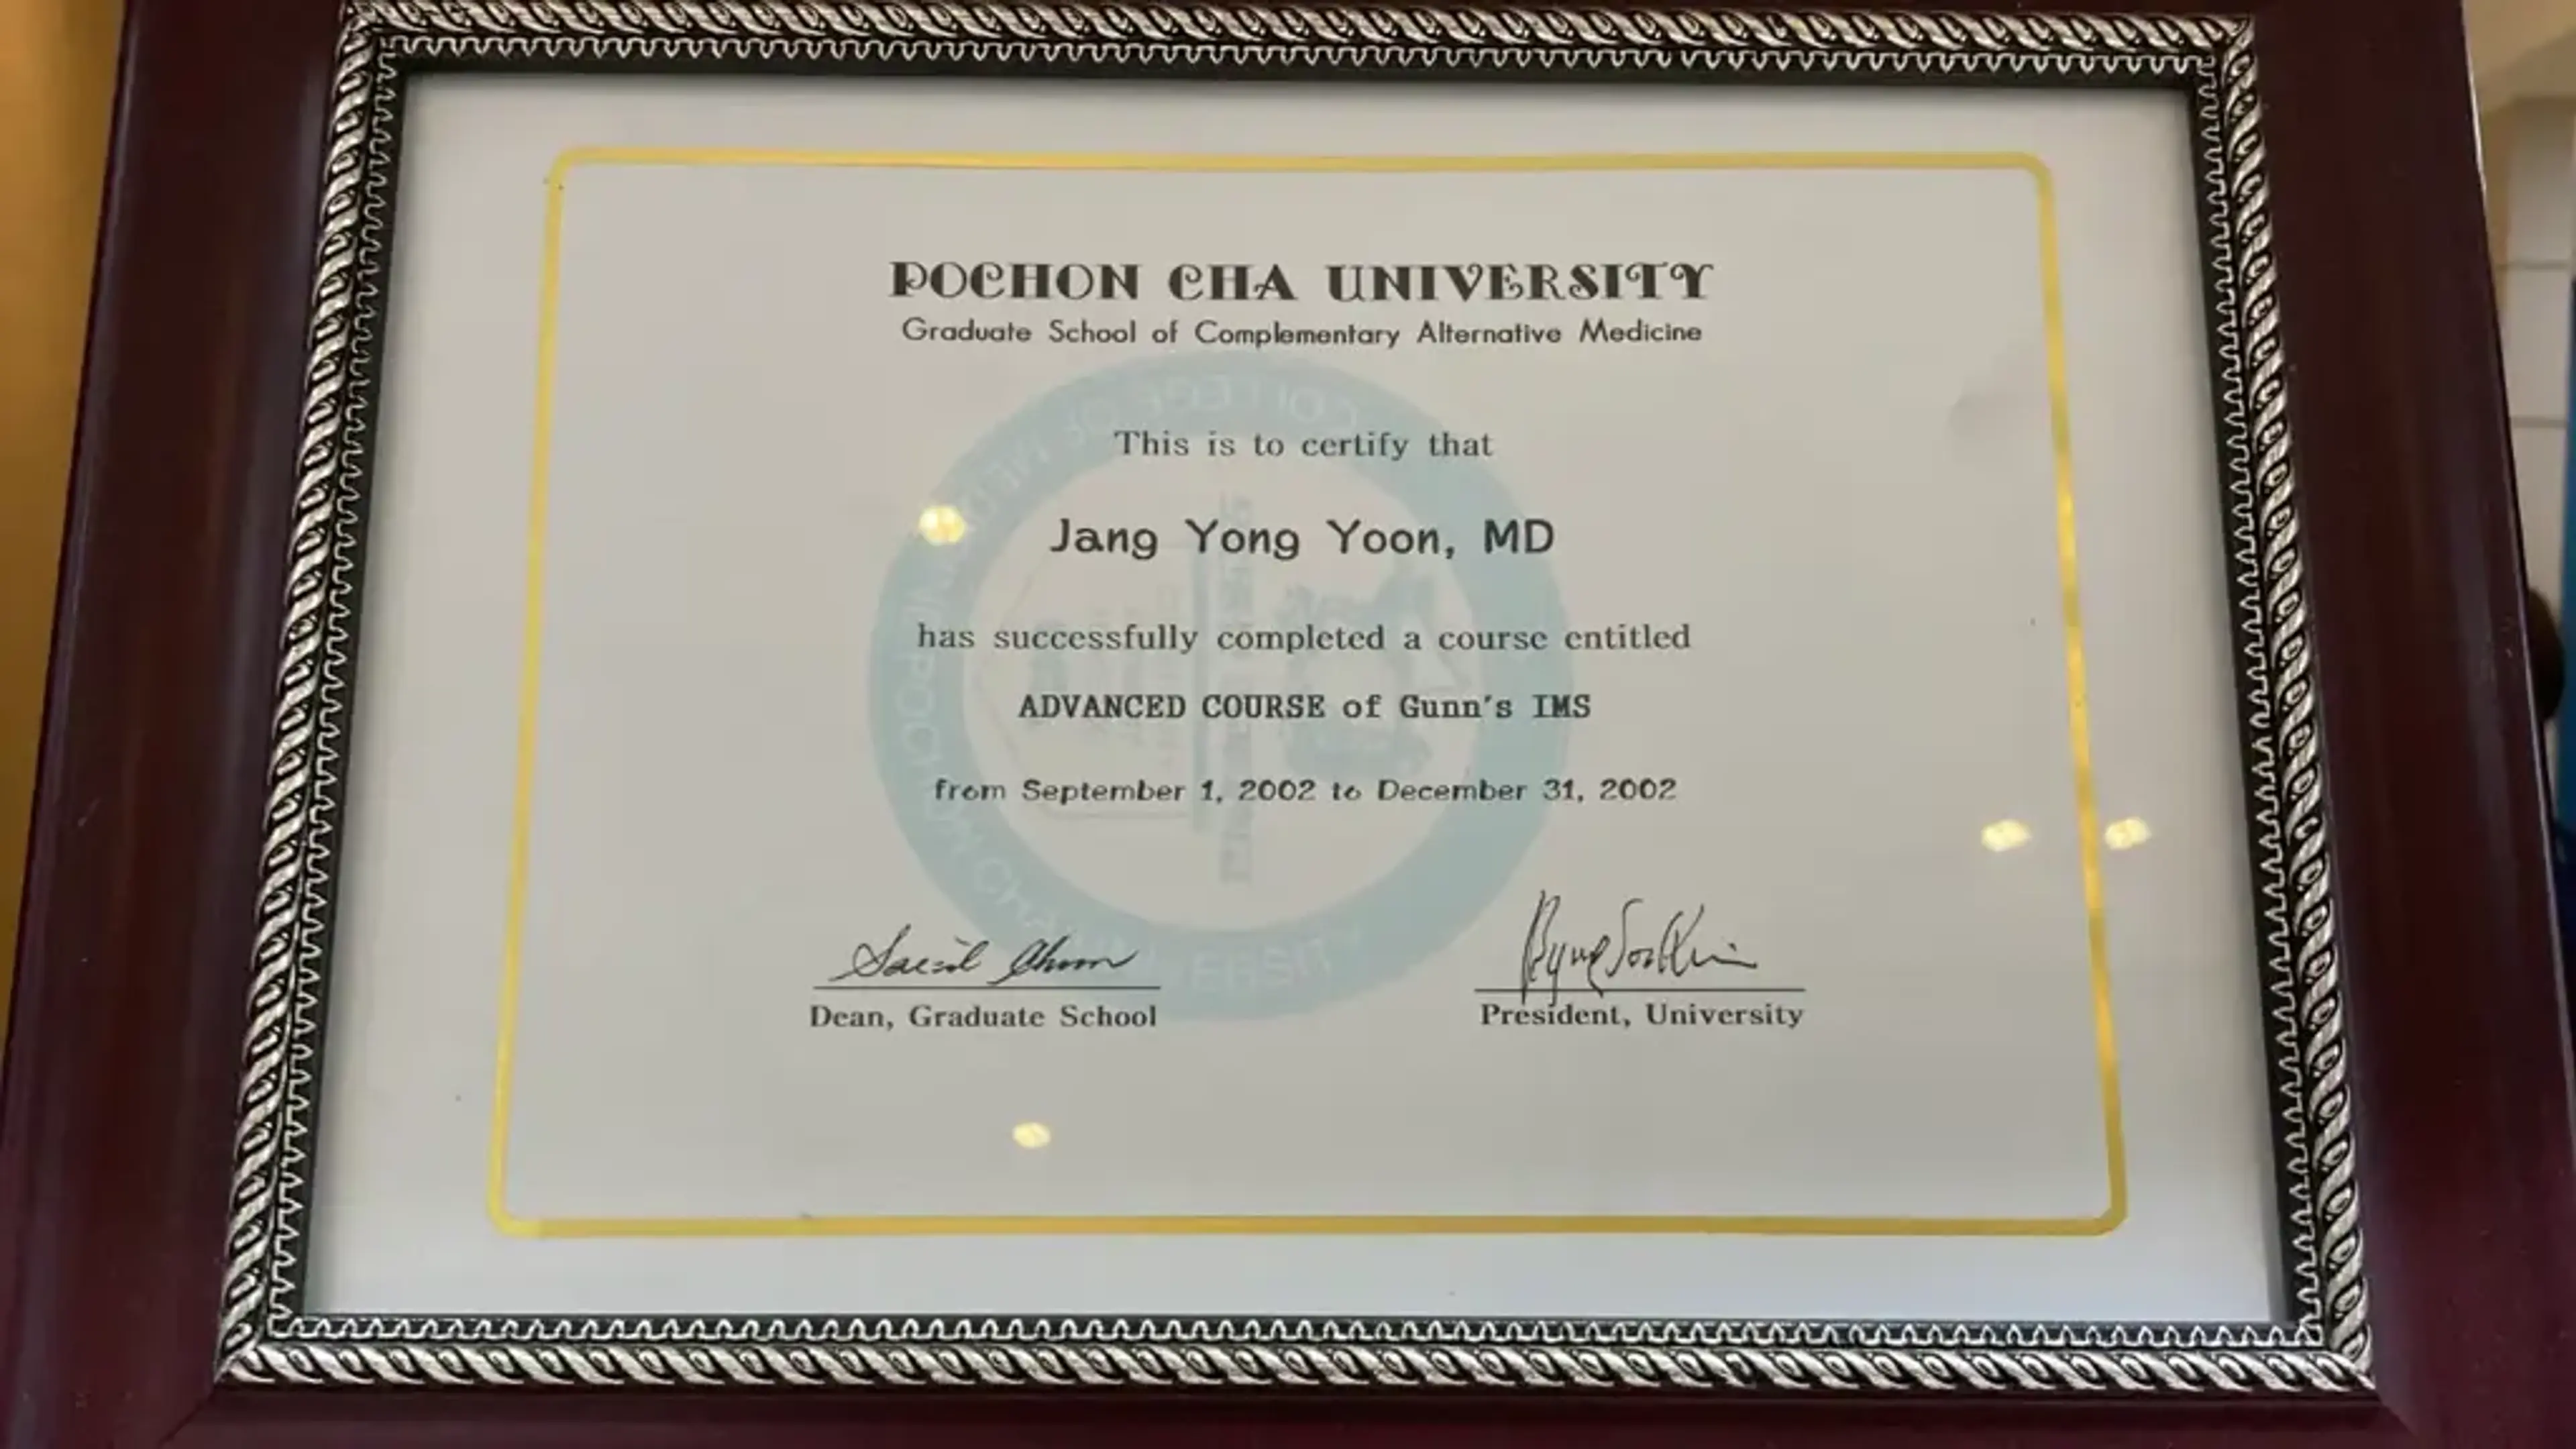 POCHON CHA UNIVERSITY
Graduate School of Complementary Alternative Medicine
This is to certify that
Jang Yong Yoon, MD
has successfully completed a course entitled
ADVANCED COURSE of Gunn's IMS
from September 1, 2002 to December 31, 2002
Dean, Graduate School
President, University